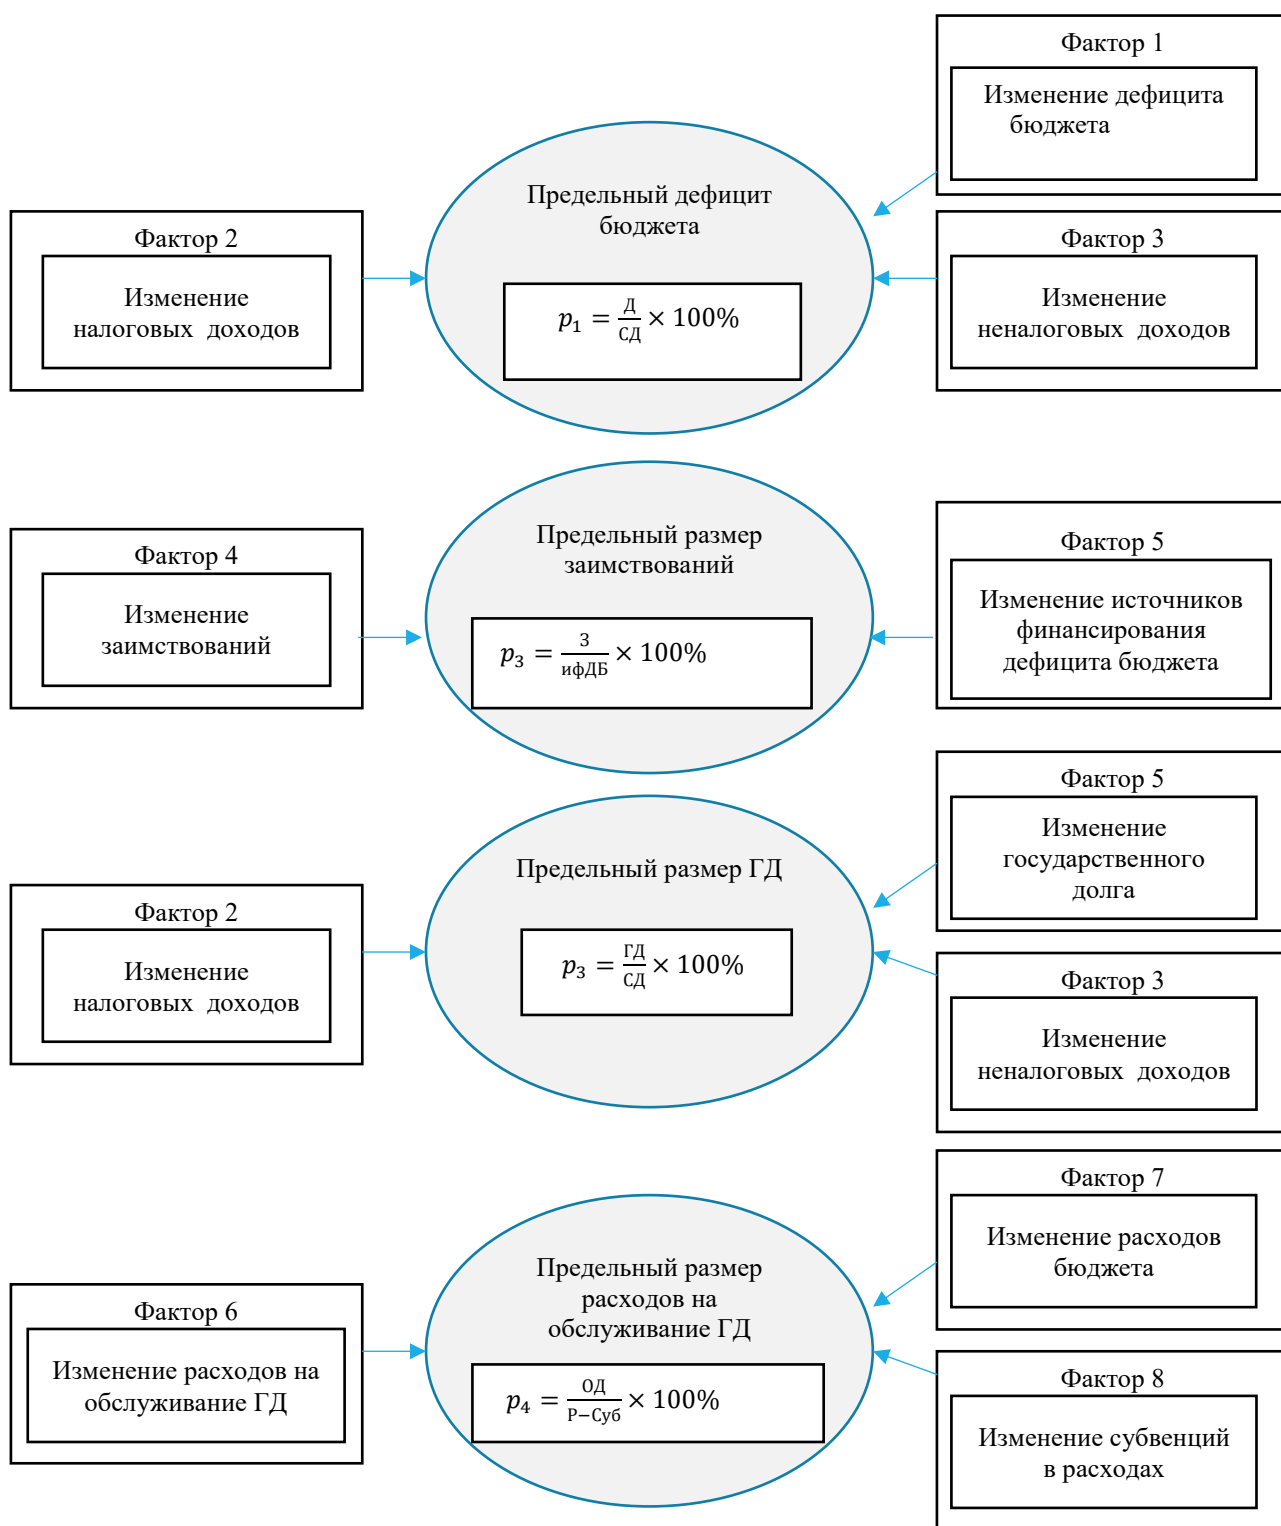 Фактор 1
Изменение дефицита
бюджета
Предельный дефицит
бюджета
p₁ = Д/СД × 100%
Фактор 2
Изменение
налоговых доходов
Фактор 3
Изменение
неналоговых доходов
Предельный размер
заимствований
p₃ = З/ифДБ × 100%
Фактор 4
Изменение
заимствований
Фактор 5
Изменение источников
финансирования
дефицита бюджета
Фактор 5
Изменение
государственного
долга
Предельный размер ГД
p₃ = ГД/СД × 100%
Фактор 2
Изменение
налоговых доходов
Фактор 3
Изменение
неналоговых доходов
Фактор 7
Изменение расходов
бюджета
Предельный размер
расходов на
обслуживание ГД
p₄ = ОД/Р−Суб × 100%
Фактор 6
Изменение расходов на
обслуживание ГД
Фактор 8
Изменение субвенций
в расходах